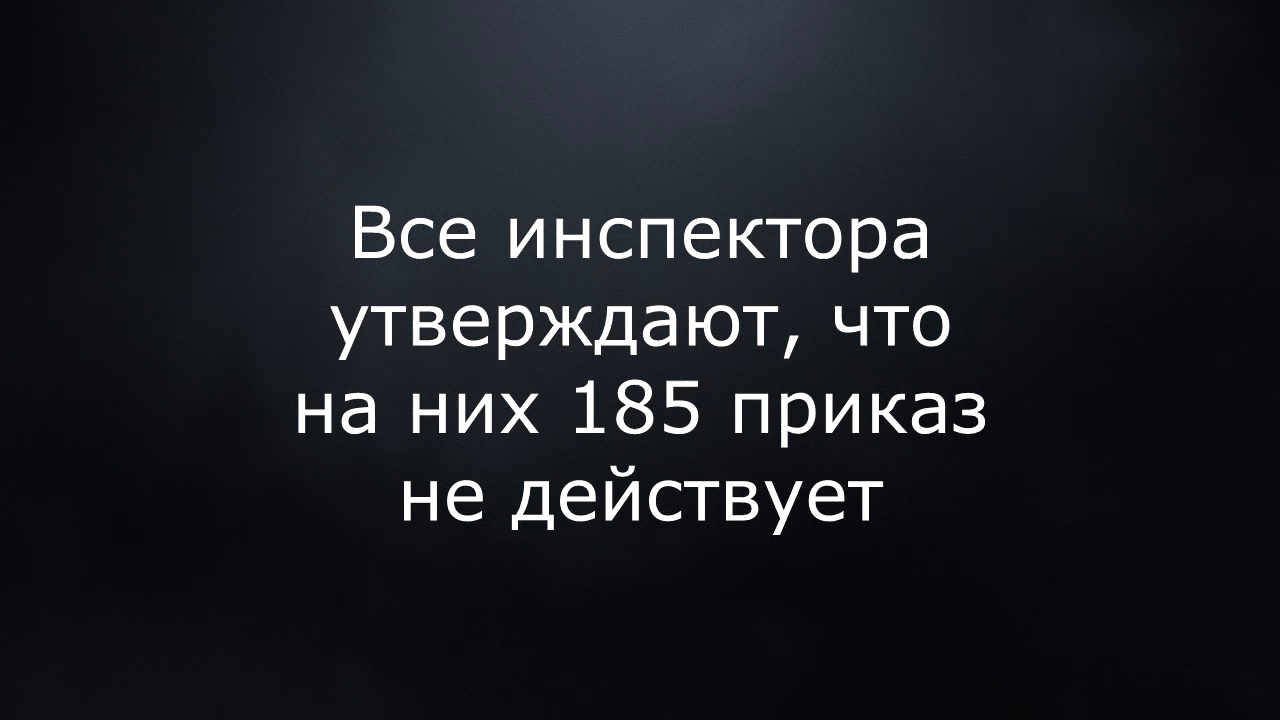 Все инспектора
утверждают, что
на них 185 приказ
не действует